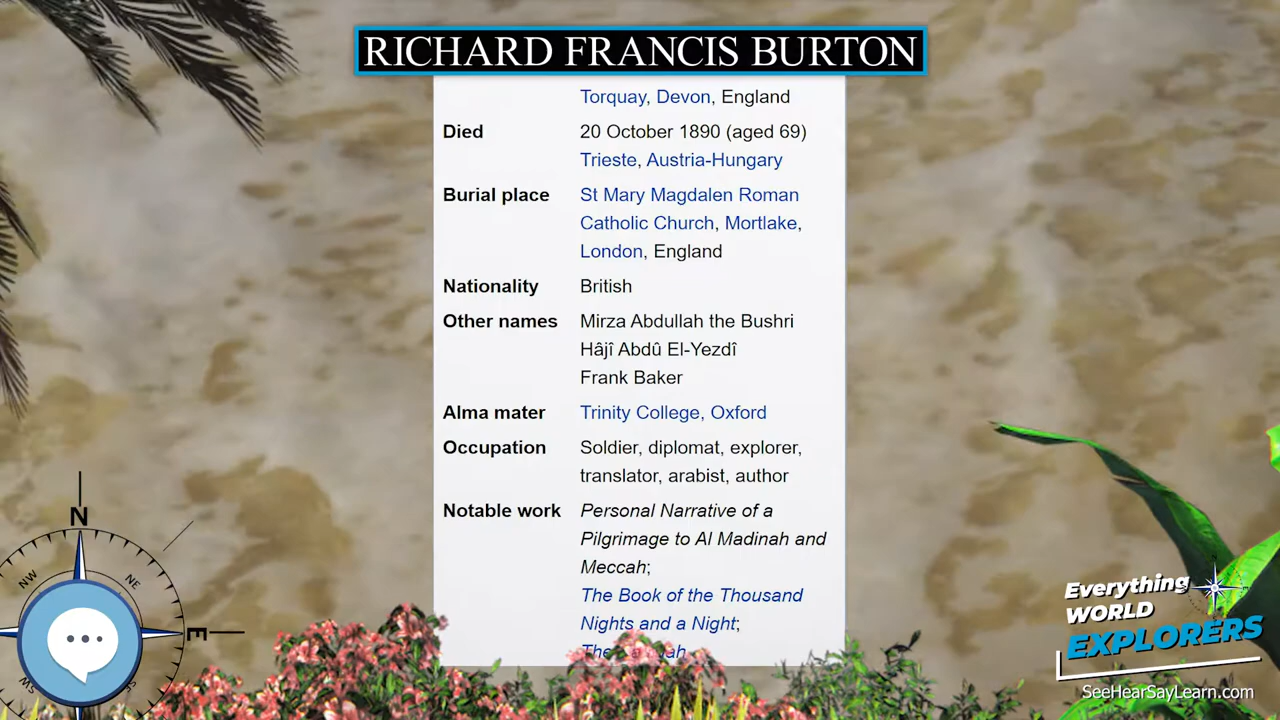 RICHARD FRANCIS BURTON
Torquay, Devon, England
Died 20 October 1890 (aged 69)
Trieste, Austria-Hungary
Burial place St Mary Magdalen Roman
Catholic Church, Mortlake,
London, England
Nationality British
Other names Mirza Abdullah the Bushri
Hâjî Abdû El-Yezdî
Frank Baker
Alma mater Trinity College, Oxford
Occupation Soldier, diplomat, explorer,
translator, arabist, author
Notable work Personal Narrative of a
Pilgrimage to Al Madinah and
Meccah;
The Book of the Thousand
Nights and a Night;
N
NW
NE
E
SW
Everything
WORLD
EXPLORERS
SeeHearSayLearn.com